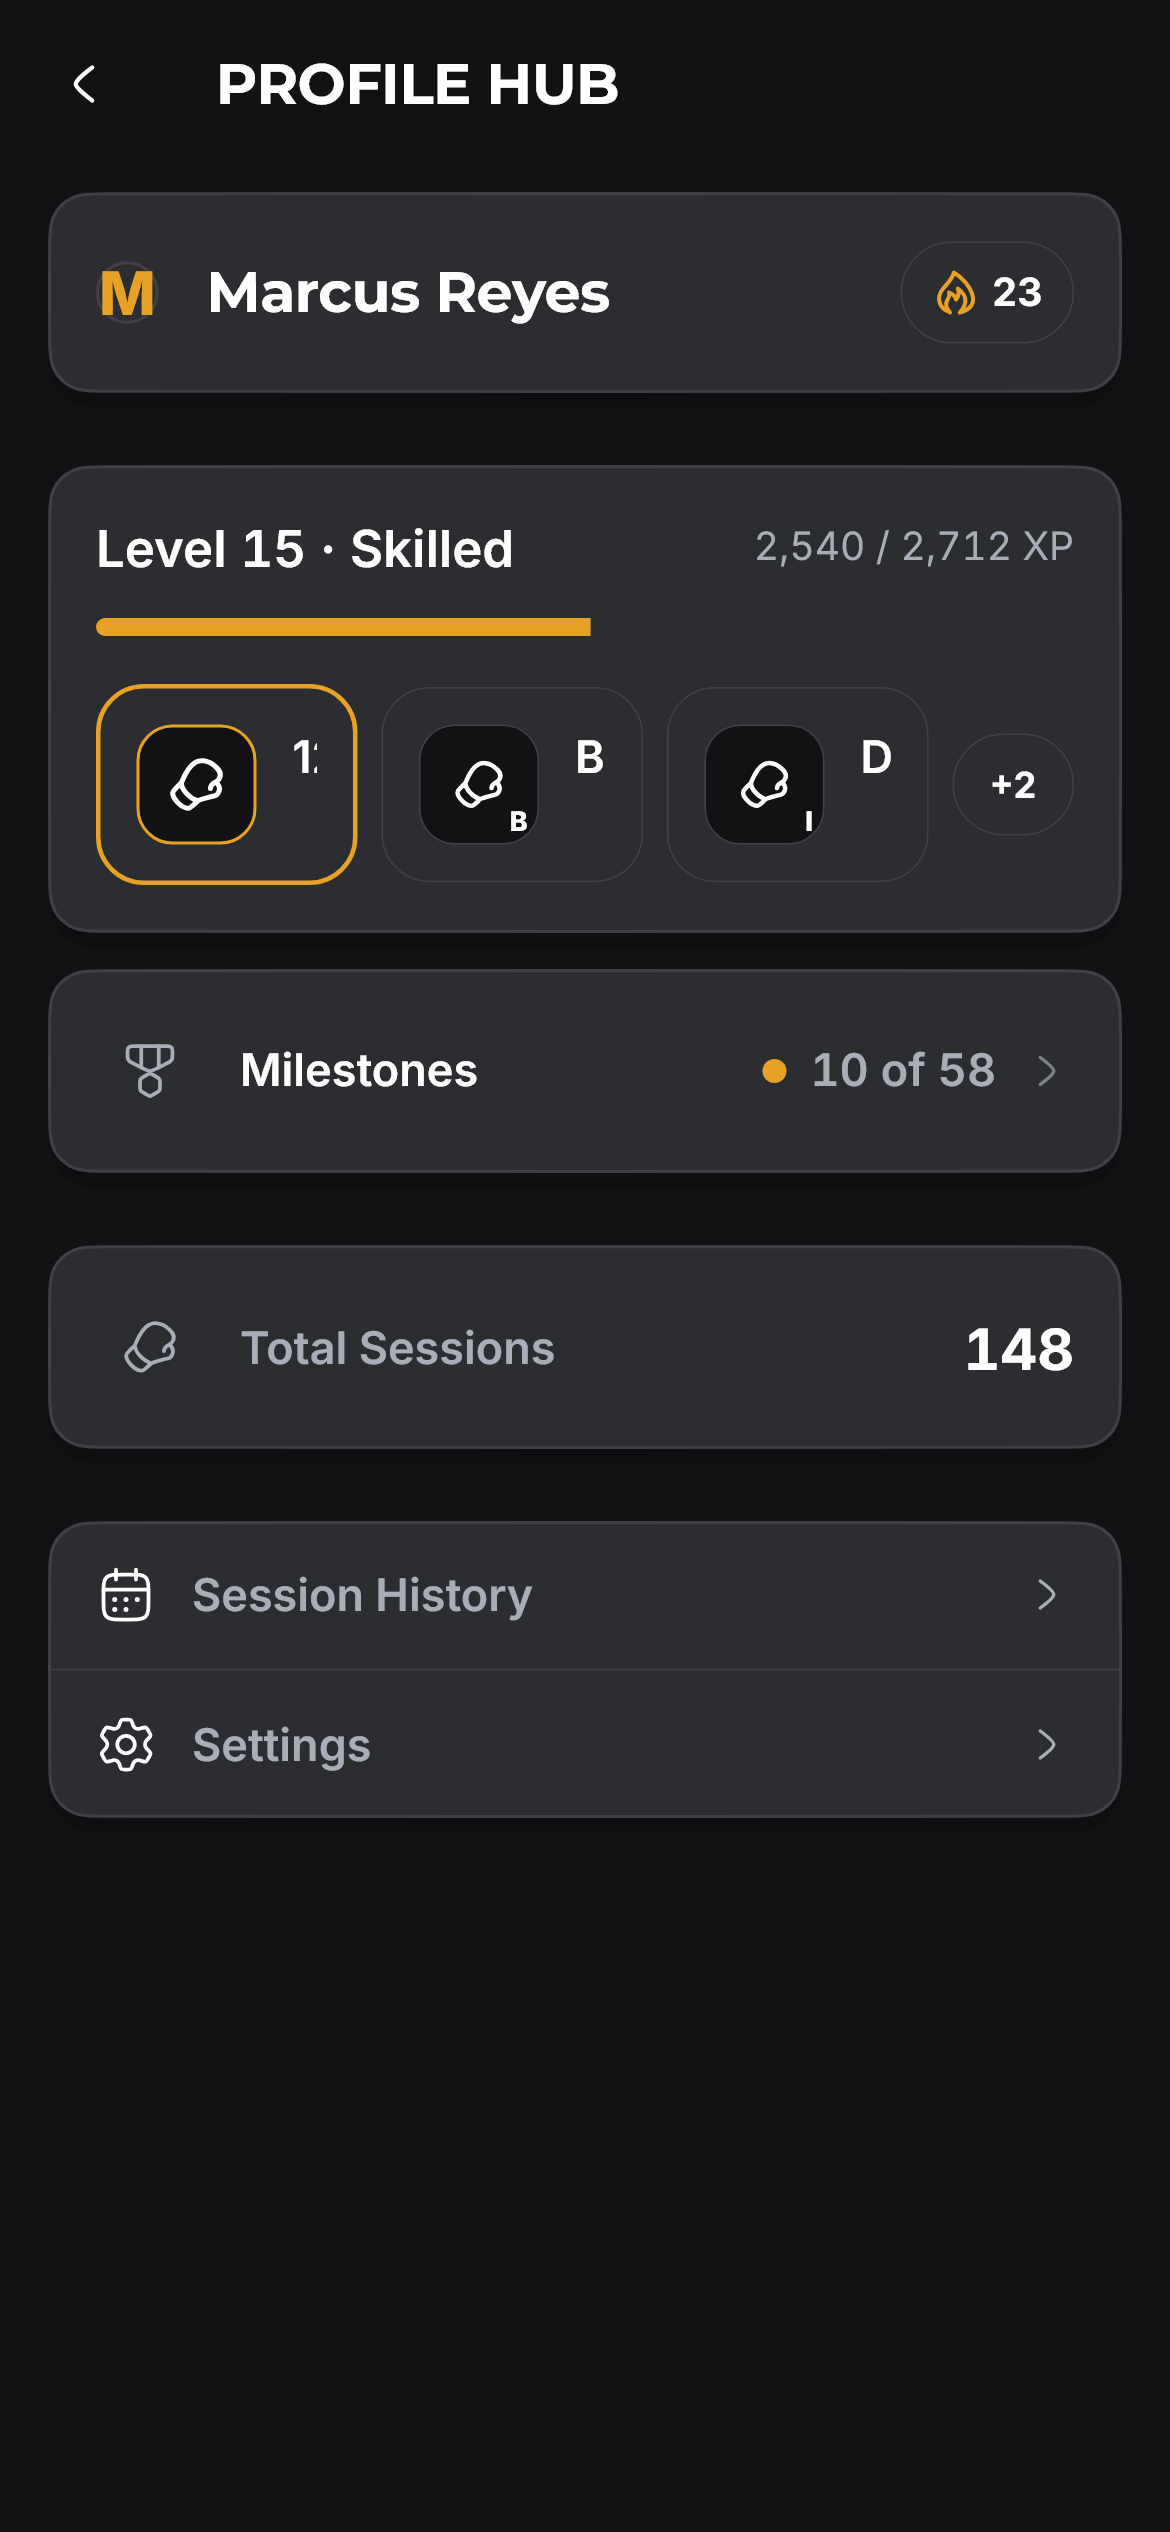 PROFILE HUB
M
Marcus Reyes
23
Level 15 · Skilled
2,540 / 2,712 XP
B
B
D
I
+2
Milestones
10 of 58
Total Sessions
148
Session History
Settings